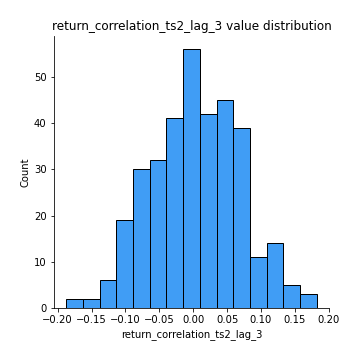 return_correlation_ts2_lag_3 value distribution
50
40
30
20
10
0
Count
−0.20 −0.15 −0.10 −0.05 0.00 0.05 0.10 0.15 0.20
return_correlation_ts2_lag_3